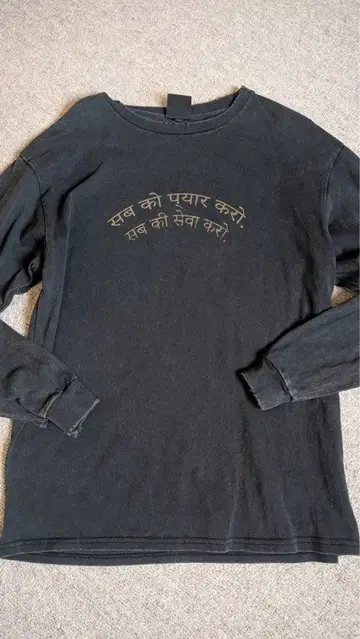 सब को प्यार करो.
सब की सेवा करो.